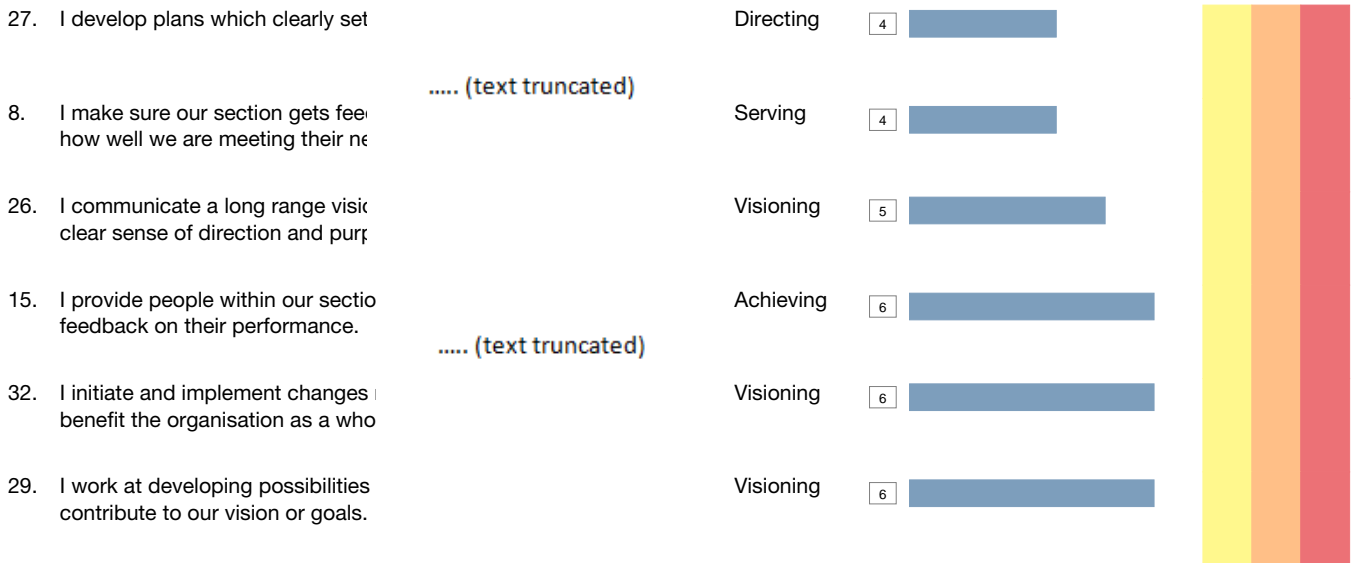 27. I develop plans which clearly set Directing 4
..... (text truncated)
8. I make sure our section gets fee Serving 4
how well we are meeting their ne
26. I communicate a long range visio Visioning 5
clear sense of direction and purp
15. I provide people within our sectio Achieving 6
feedback on their performance.
..... (text truncated)
32. I initiate and implement changes Visioning 6
benefit the organisation as a who
29. I work at developing possibilities Visioning 6
contribute to our vision or goals.